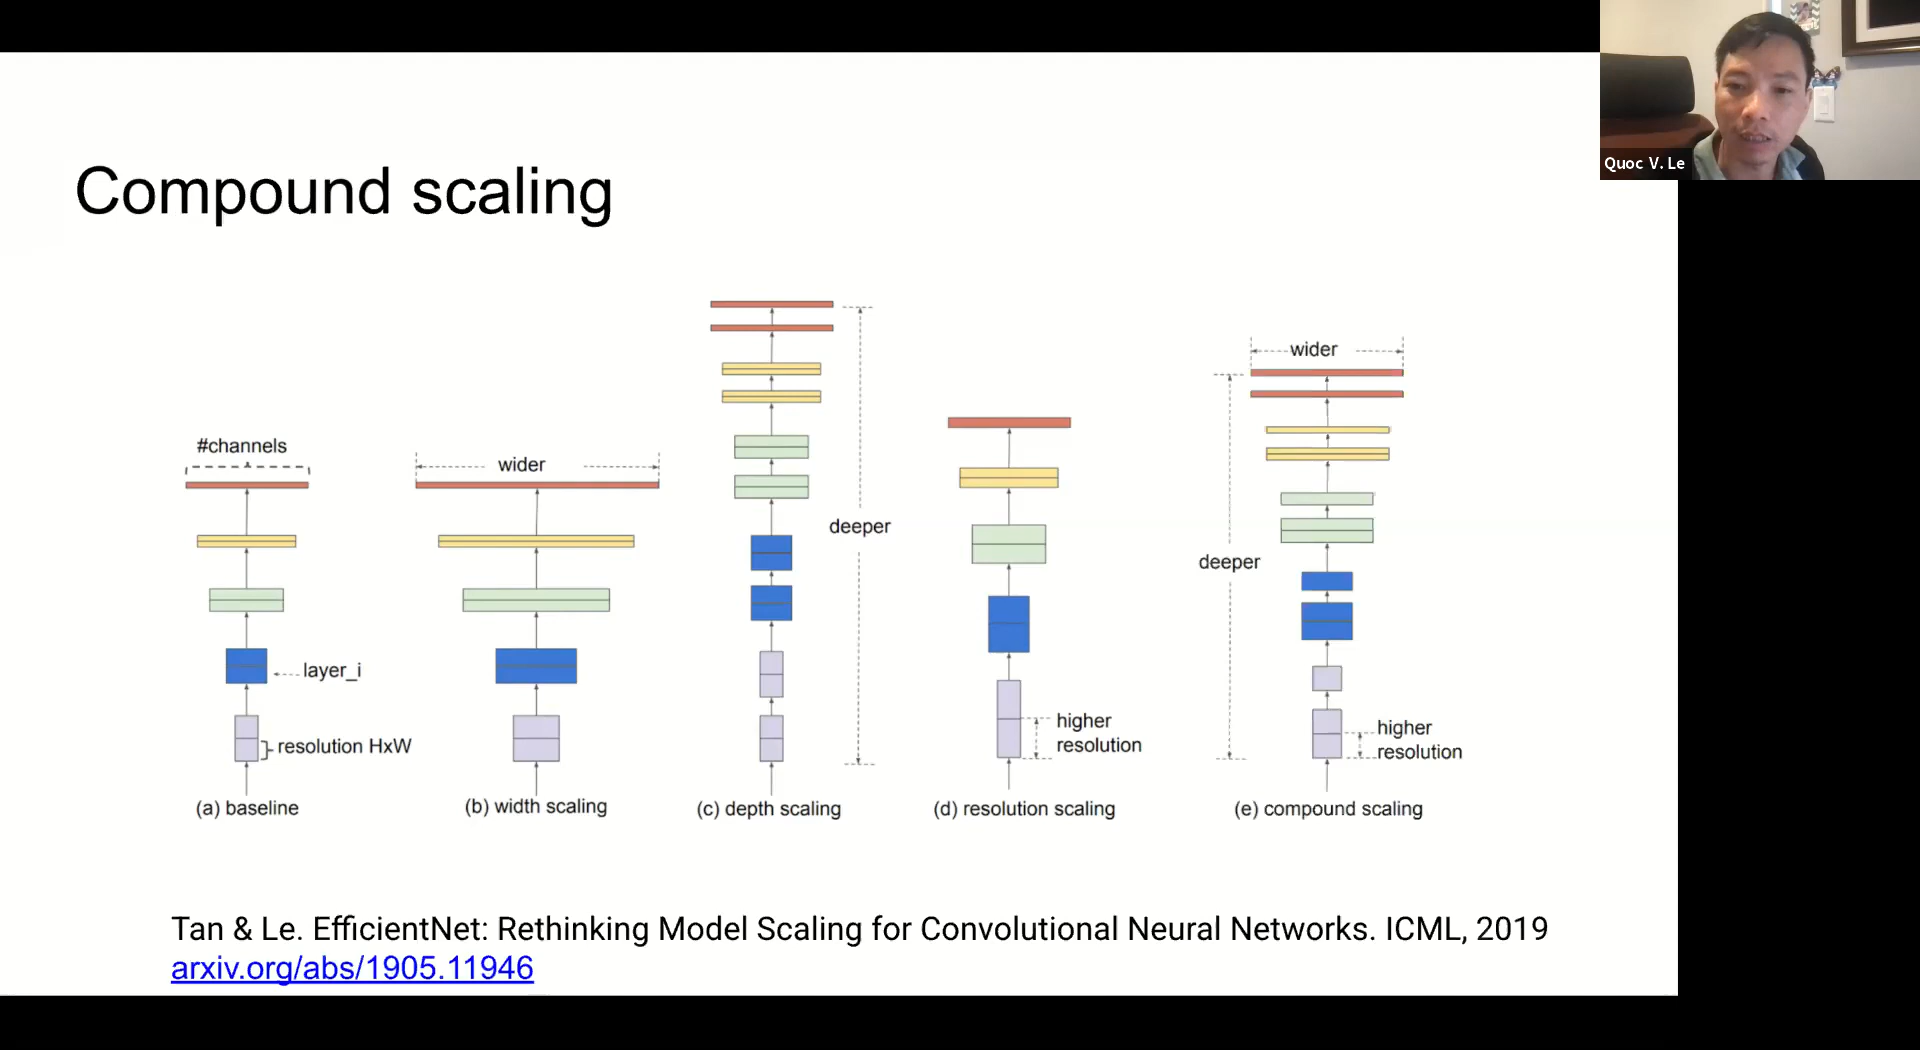 Quoc V. Le
Compound scaling
#channels
layer_i
resolution HxW
(a) baseline
wider
(b) width scaling
deeper
(c) depth scaling
higher
resolution
(d) resolution scaling
wider
deeper
higher
resolution
(e) compound scaling
Tan & Le. EfficientNet: Rethinking Model Scaling for Convolutional Neural Networks. ICML, 2019
arxiv.org/abs/1905.11946